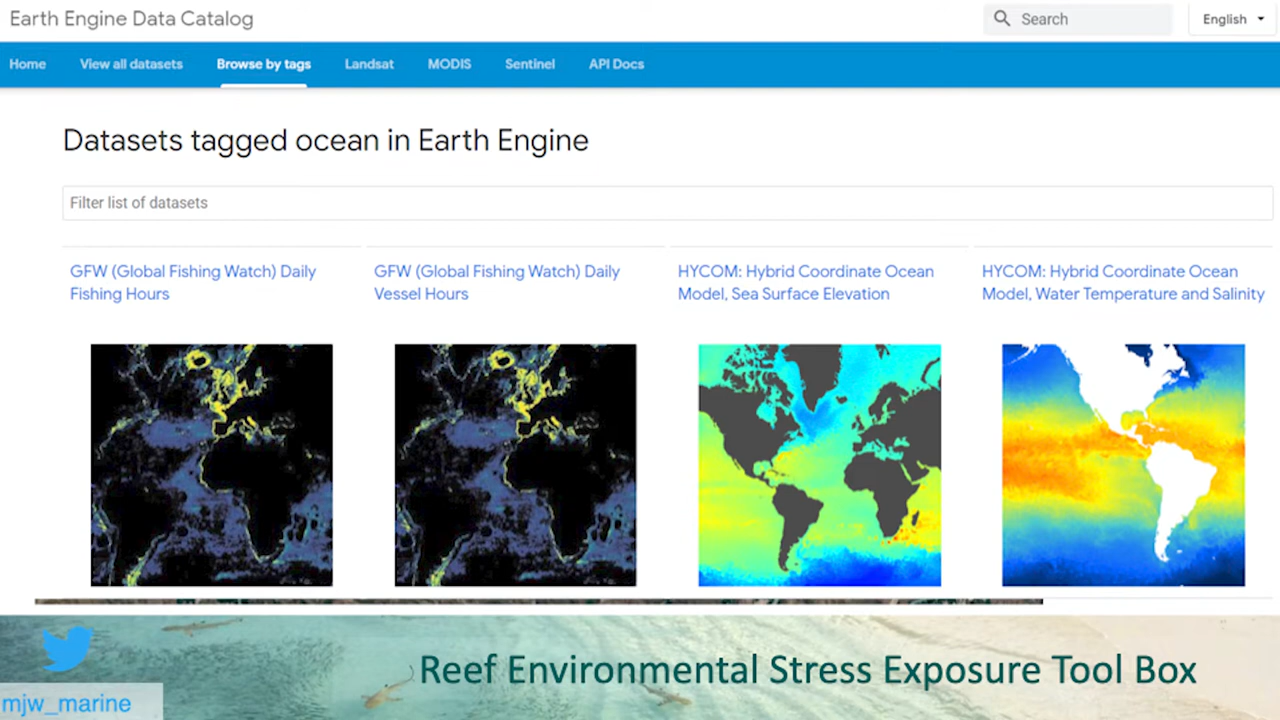 Earth Engine Data Catalog
Search
English
Home
View all datasets
Browse by tags
Landsat
MODIS
Sentinel
API Docs
Datasets tagged ocean in Earth Engine
Filter list of datasets
GFW (Global Fishing Watch) Daily
Fishing Hours
GFW (Global Fishing Watch) Daily
Vessel Hours
HYCOM: Hybrid Coordinate Ocean
Model, Sea Surface Elevation
HYCOM: Hybrid Coordinate Ocean
Model, Water Temperature and Salinity
Reef Environmental Stress Exposure Tool Box
mjw_marine